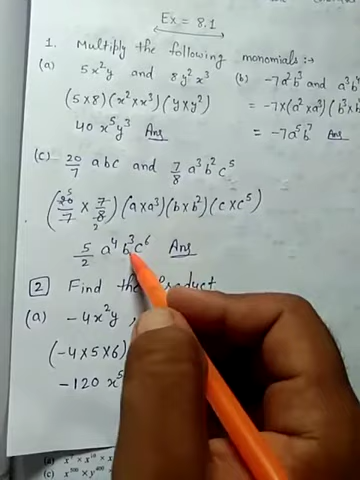 Ex = 8.1
1. Multiply the following monomials :→
(a) 5x²y and 8y²x³
(5×8)(x²×x³)(y×y²)
40 x⁵y³ Ans
(b) -7a²b³ and a³b⁴
= -7×(a²×a³)(b³×b
= -7a⁵b⁷ Ans
(c) 20/7 abc and 7/8 a³b²c⁵
(20/7 × 7/8)(a×a³)(b×b²)(c×c⁵)
5/2 a⁴b³c⁶ Ans
2 Find the Product
(a) -4x²y,
(-4×5×6)
-120 x⁵